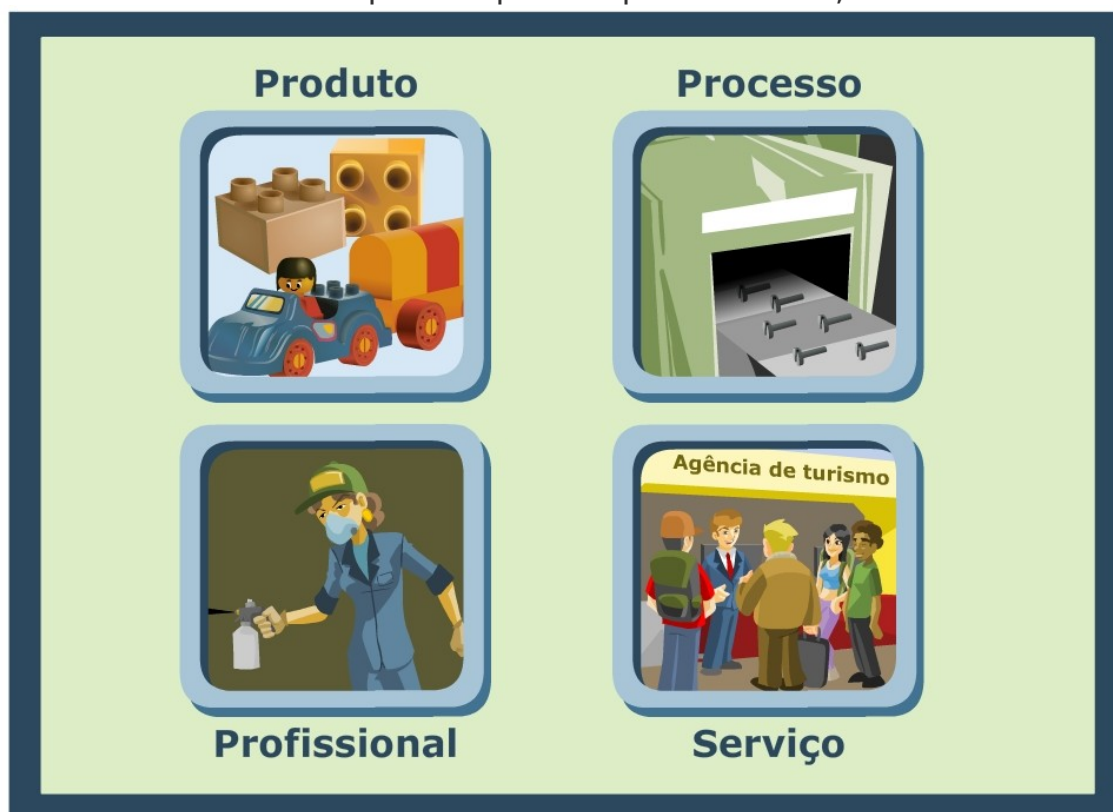 Produto
Processo
Agência de turismo
Profissional
Serviço